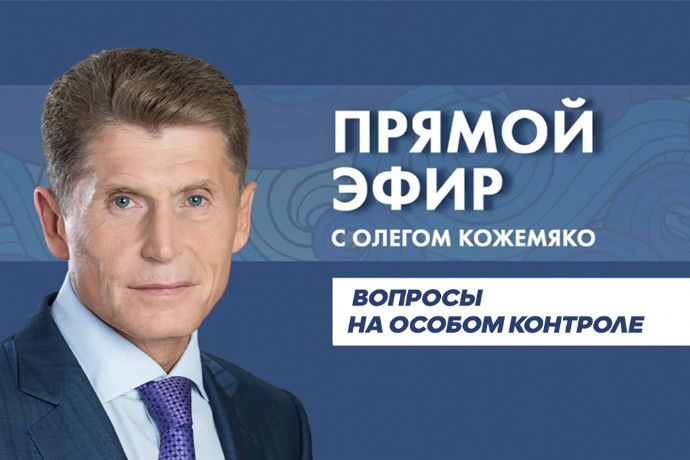 ПРЯМОЙ
ЭФИР
С ОЛЕГОМ КОЖЕМЯКО
ВОПРОСЫ
НА ОСОБОМ КОНТРОЛЕ